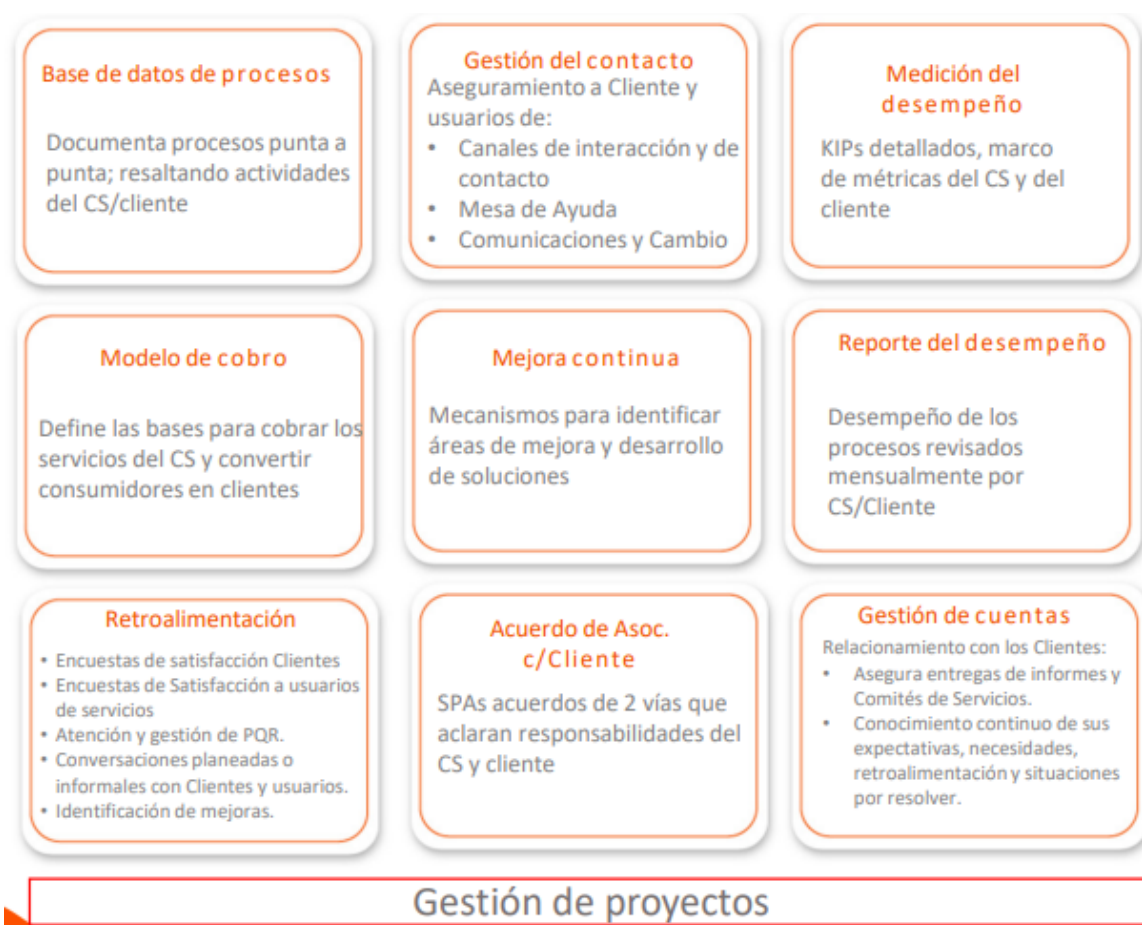 Base de datos de procesos
Documenta procesos punta a
punta; resaltando actividades
del CS/cliente
Gestión del contacto
Aseguramiento a Cliente y
usuarios de:
• Canales de interacción y de
contacto
• Mesa de Ayuda
• Comunicaciones y Cambio
Medición del
desempeño
KIPs detallados, marco
de métricas del CS y del
cliente
Modelo de cobro
Define las bases para cobrar los
servicios del CS y convertir
consumidores en clientes
Mejora continua
Mecanismos para identificar
áreas de mejora y desarrollo
de soluciones
Reporte del desempeño
Desempeño de los
procesos revisados
mensualmente por
CS/Cliente
Retroalimentación
• Encuestas de satisfacción Clientes
• Encuestas de Satisfacción a usuarios
de servicios
• Atención y gestión de PQR.
• Conversaciones planeadas o
informales con Clientes y usuarios.
• Identificación de mejoras.
Acuerdo de Asoc.
c/Cliente
SPAs acuerdos de 2 vías que
aclaran responsabilidades del
CS y cliente
Gestión de cuentas
Relacionamiento con los Clientes:
• Asegura entregas de informes y
Comités de Servicios.
• Conocimiento continuo de sus
expectativas, necesidades,
retroalimentación y situaciones
por resolver.
Gestión de proyectos